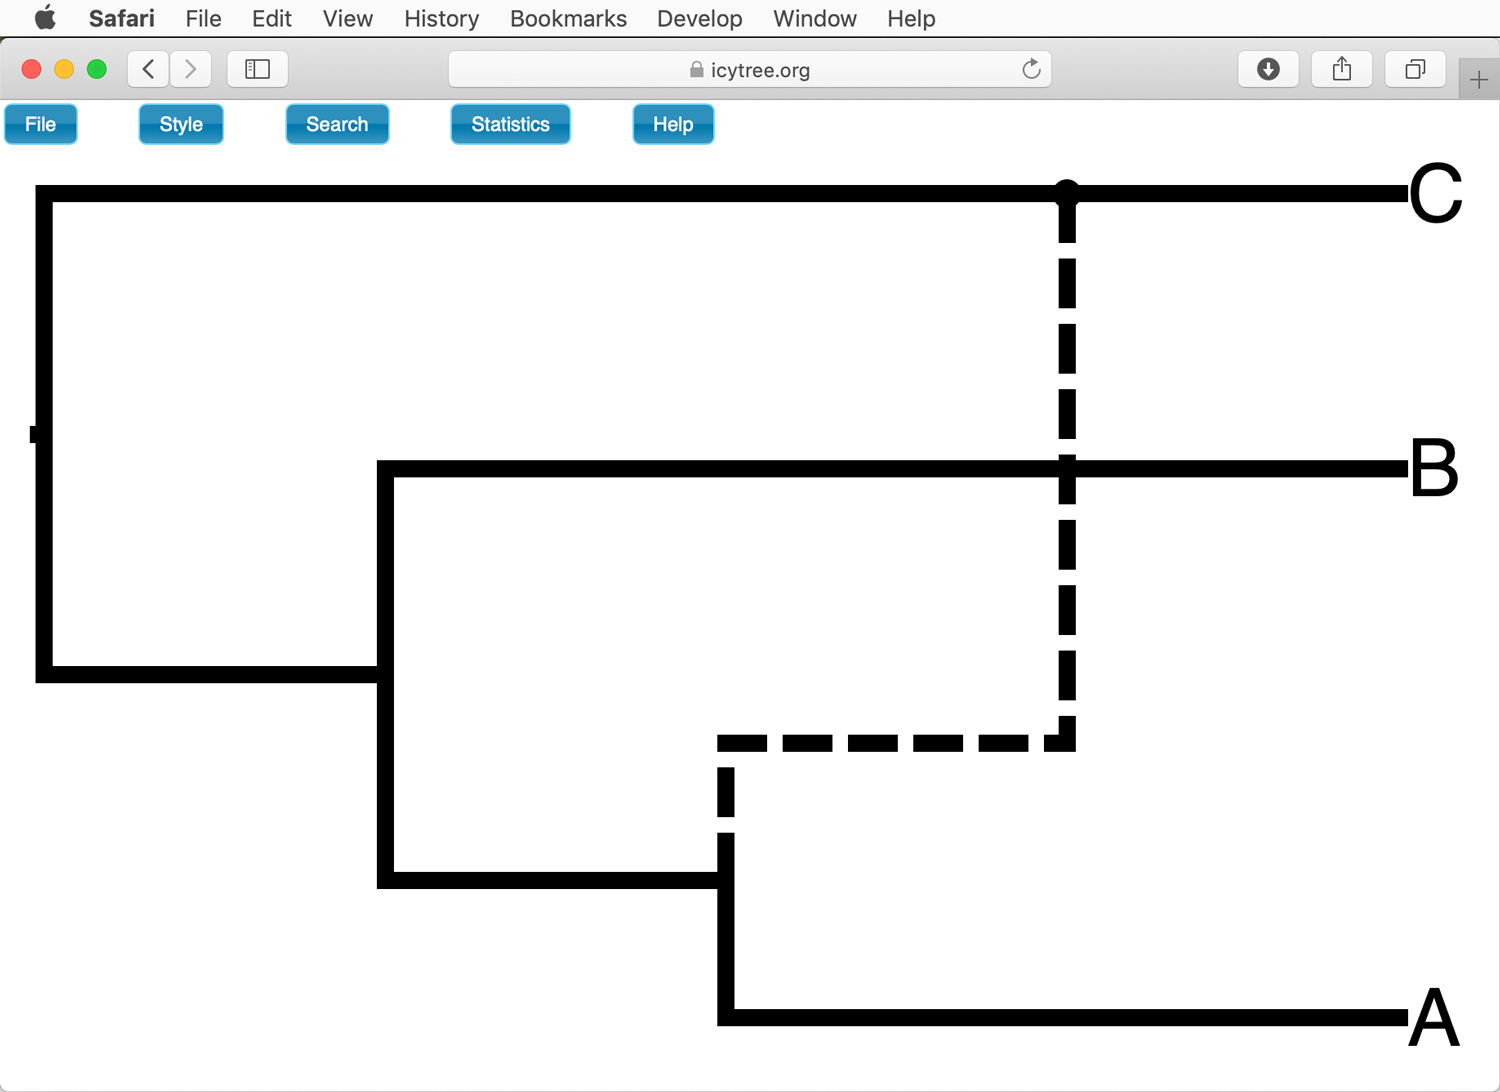 Safari File Edit View History Bookmarks Develop Window Help
icytree.org
File Style Search Statistics Help
C
B
A